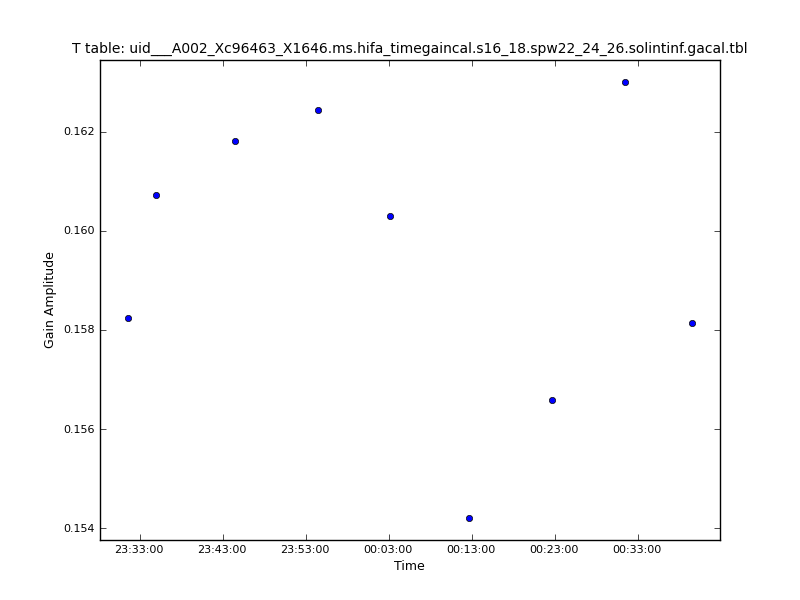 T table: uid___A002_Xc96463_X1646.ms.hifa_timegaincal.s16_18.spw22_24_26.solintinf.gacal.tbl
0.162
0.160
Gain Amplitude
0.158
0.156
0.154
23:33:00 23:43:00 23:53:00 00:03:00 00:13:00 00:23:00 00:33:00
Time